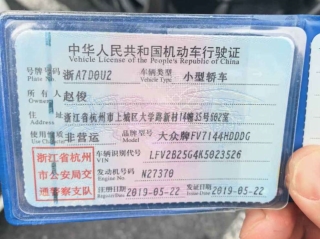 中华人民共和国机动车行驶证
Vehicle License of the People's Republic of China
号牌号码 浙A7D0U2 车辆类型 小型轿车
Plate No. Vehicle Type
所有人 赵俊
Owner
住址 浙江省杭州市上城区大学路新村14幢35号502室
Address
使用性质 非营运 品牌型号 大众牌FV7144HDDDG
Use Character Model
浙江省杭州市公安局交通警察支队
车辆识别代号 LFV2B25G4K5023526
VIN
发动机号码 N27370
Engine No.
注册日期 2019-05-22 发证日期 2019-05-22
Register Date Issue Date